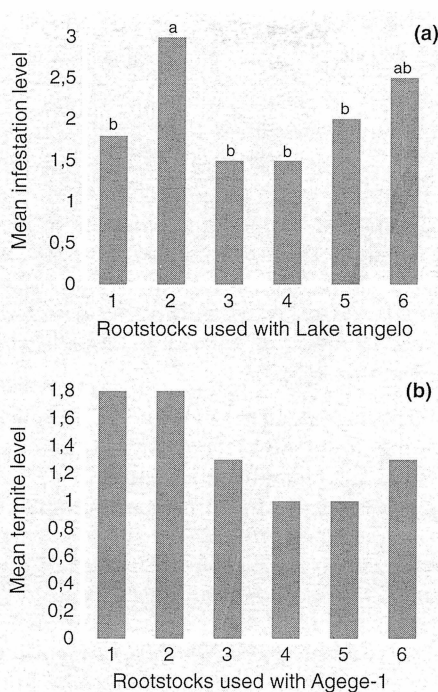 (a)
Mean infestation level
3
2,5
2
1,5
1
0,5
0
b
a
b
b
b
ab
1 2 3 4 5 6
Rootstocks used with Lake tangelo
(b)
Mean termite level
1,8
1,6
1,4
1,2
1
0,8
0,6
0,4
0,2
0
1 2 3 4 5 6
Rootstocks used with Agege-1